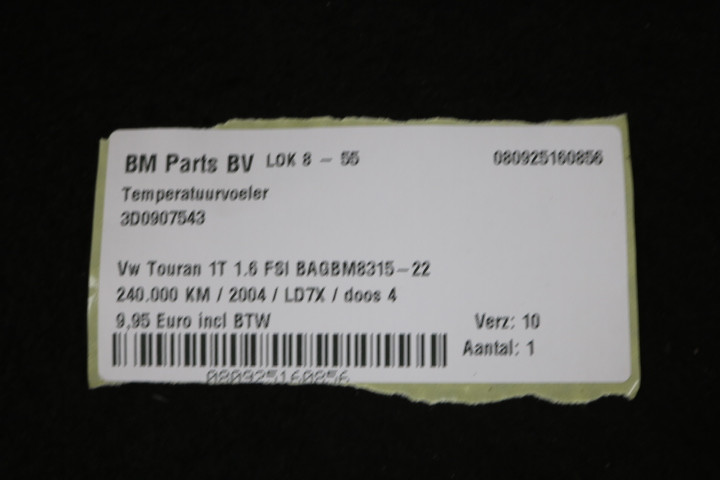 BM Parts BV LOK 8 - 55 080925160856
Temperatuurvoeler
3D0907543
Vw Touran 1T 1.6 FSI BAGBM8315-22
240.000 KM / 2004 / LD7X / doos 4
9,95 Euro incl BTW Verz: 10
Aantal: 1
080925160856